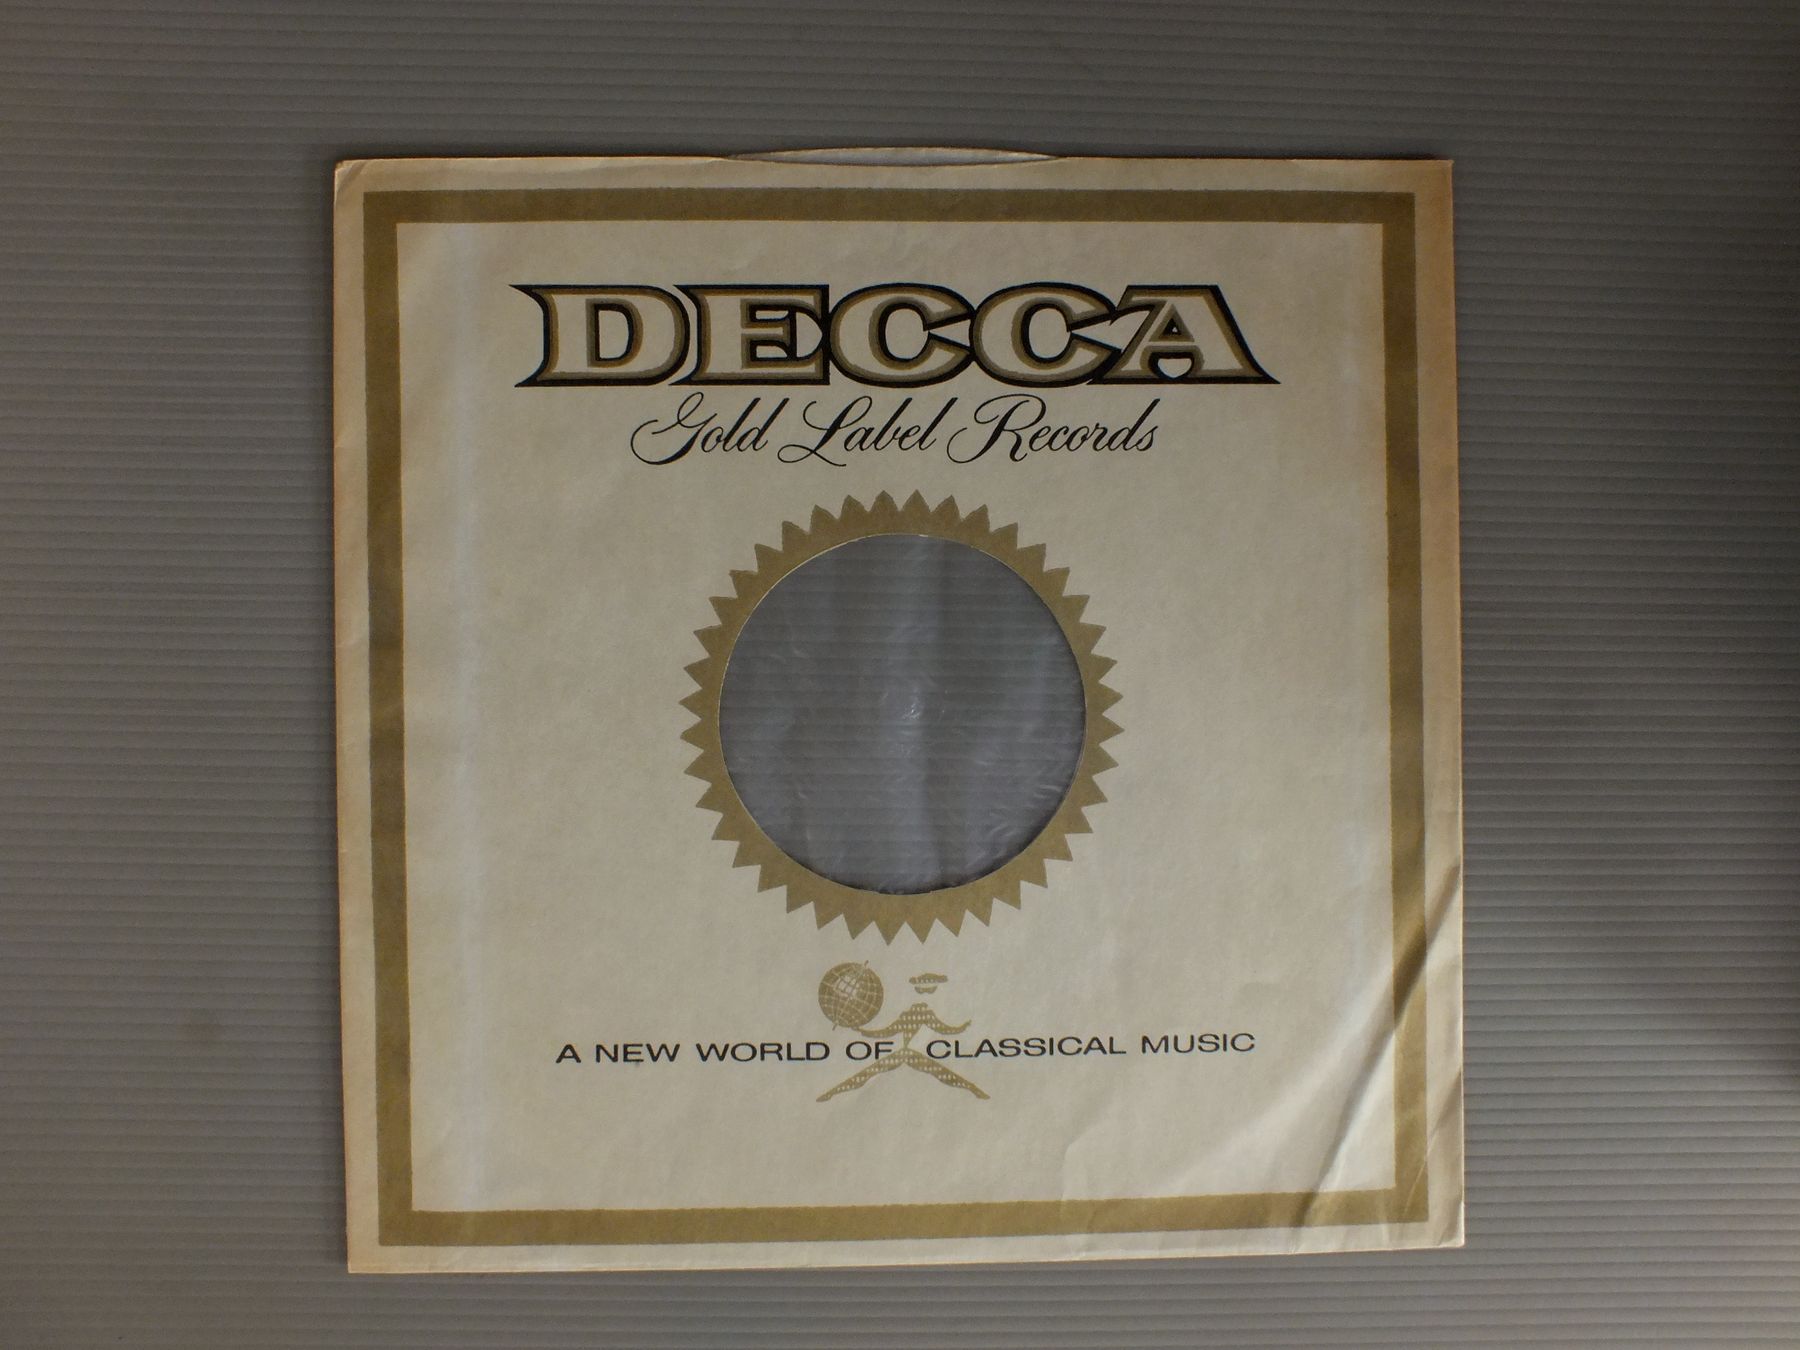 DECCA
Gold Label Records
A NEW WORLD OF CLASSICAL MUSIC